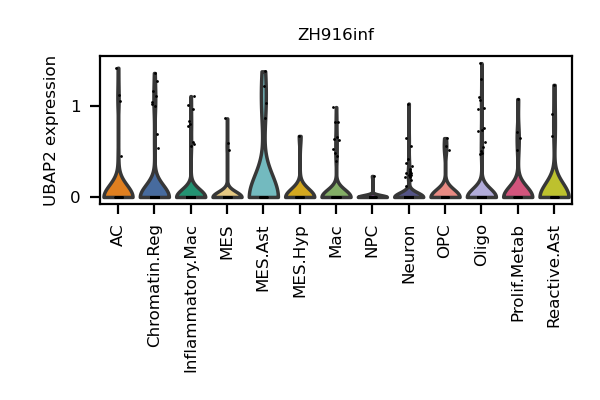 ZH916inf
UBAP2 expression
1
0
AC
Chromatin.Reg
Inflammatory.Mac
MES
MES.Ast
MES.Hyp
Mac
NPC
Neuron
OPC
Oligo
Prolif.Metab
Reactive.Ast